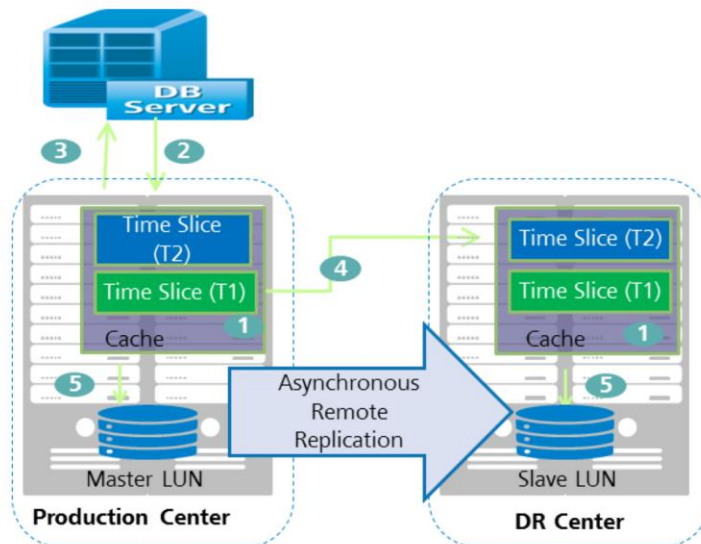 DB
Server
3
2
Time Slice
(T2)
Time Slice (T1)
1
Cache
4
Time Slice (T2)
Time Slice (T1)
1
Cache
5
5
Asynchronous
Remote
Replication
Master LUN
Slave LUN
Production Center
DR Center